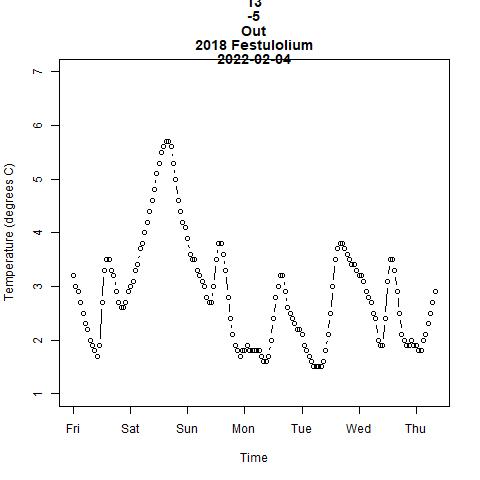 13
-5
Out
2018 Festulolium
2022-02-04
Temperature (degrees C)
7
6
5
4
3
2
1
Fri Sat Sun Mon Tue Wed Thu
Time